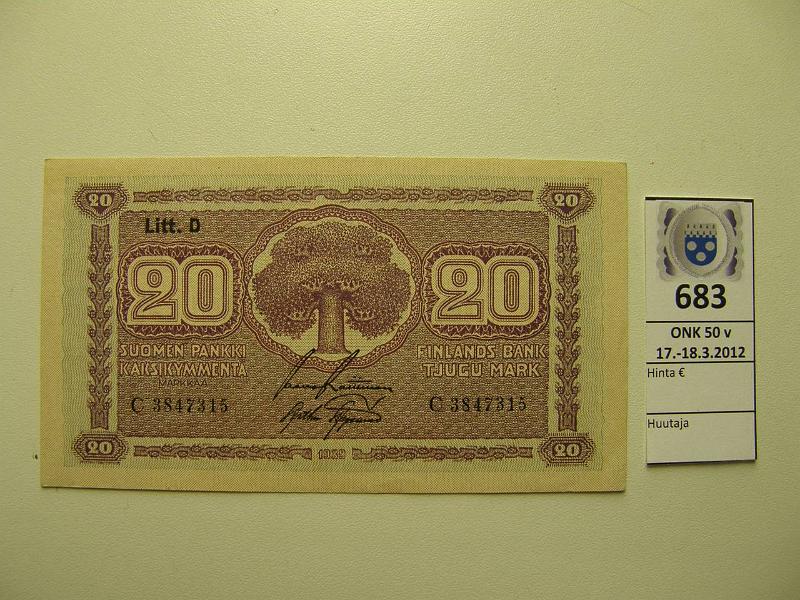 20 20
Litt. D
20 20
SUOMEN PANKKI FINLANDS BANK
KAKSIKYMMENTÄ TJUGU MARK
MARKKAA
C 3847315 C 3847315
20 1939 20
683
ONK 50 v
17.-18.3.2012
Hinta €
Huutaja